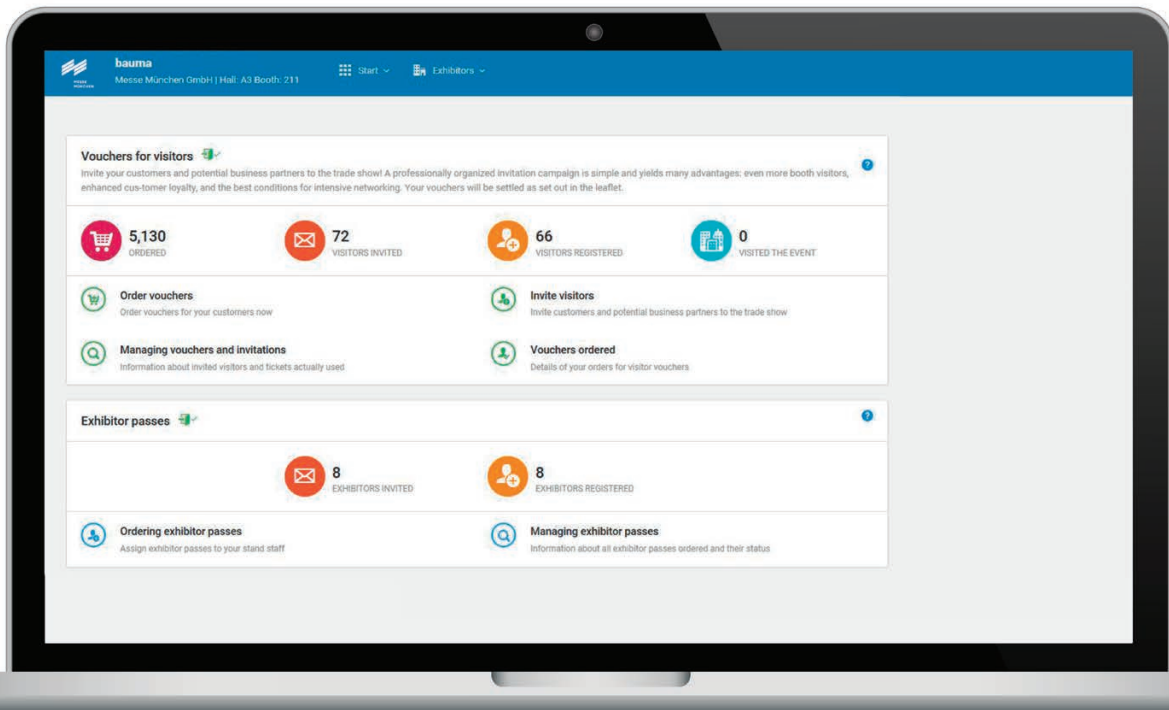 bauma
Messe München GmbH | Hall: A3 Booth: 211
Start
Exhibitors
MESSE
MÜNCHEN
Vouchers for visitors
Invite your customers and potential business partners to the trade show! A professionally organized invitation campaign is simple and yields many advantages: even more booth visitors,
enhanced cus-tomer loyalty, and the best conditions for intensive networking. Your vouchers will be settled as set out in the leaflet.
?
5,130
ORDERED
72
VISITORS INVITED
66
VISITORS REGISTERED
0
VISITED THE EVENT
Order vouchers
Order vouchers for your customers now
Invite visitors
Invite customers and potential business partners to the trade show
Managing vouchers and invitations
Information about invited visitors and tickets actually used
Vouchers ordered
Details of your orders for visitor vouchers
Exhibitor passes
?
8
EXHIBITORS INVITED
8
EXHIBITORS REGISTERED
Ordering exhibitor passes
Assign exhibitor passes to your stand staff
Managing exhibitor passes
Information about all exhibitor passes ordered and their status